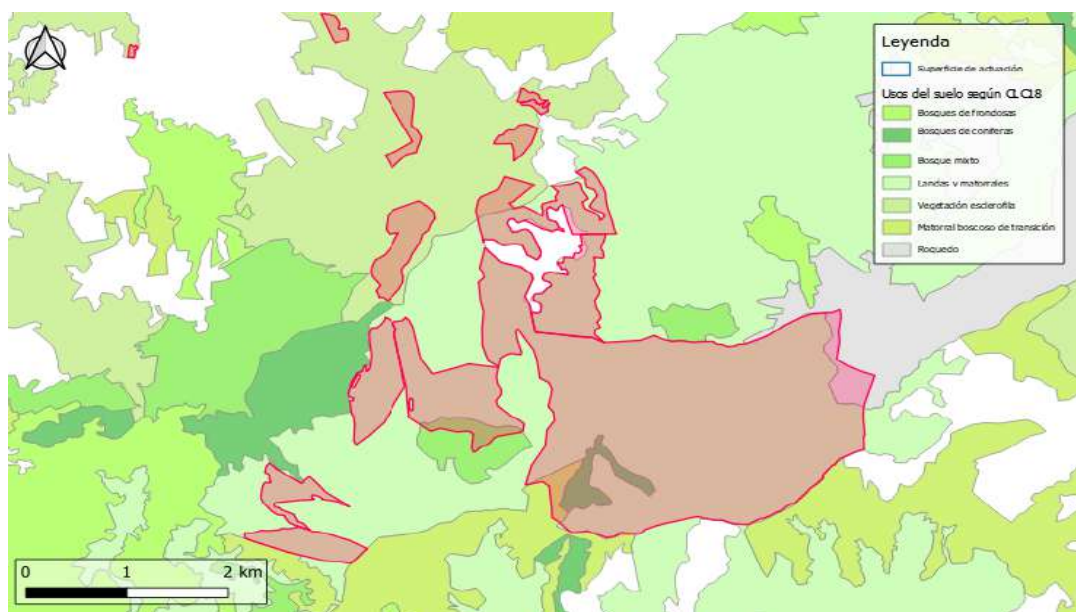 Leyenda
Superficie de actuación
Usos del suelo según CLC18
Bosques de frondosas
Bosques de coníferas
Bosque mixto
Landas y matorrales
Vegetación esclerofila
Matorral boscoso de transición
Roquedo
0 1 2 km